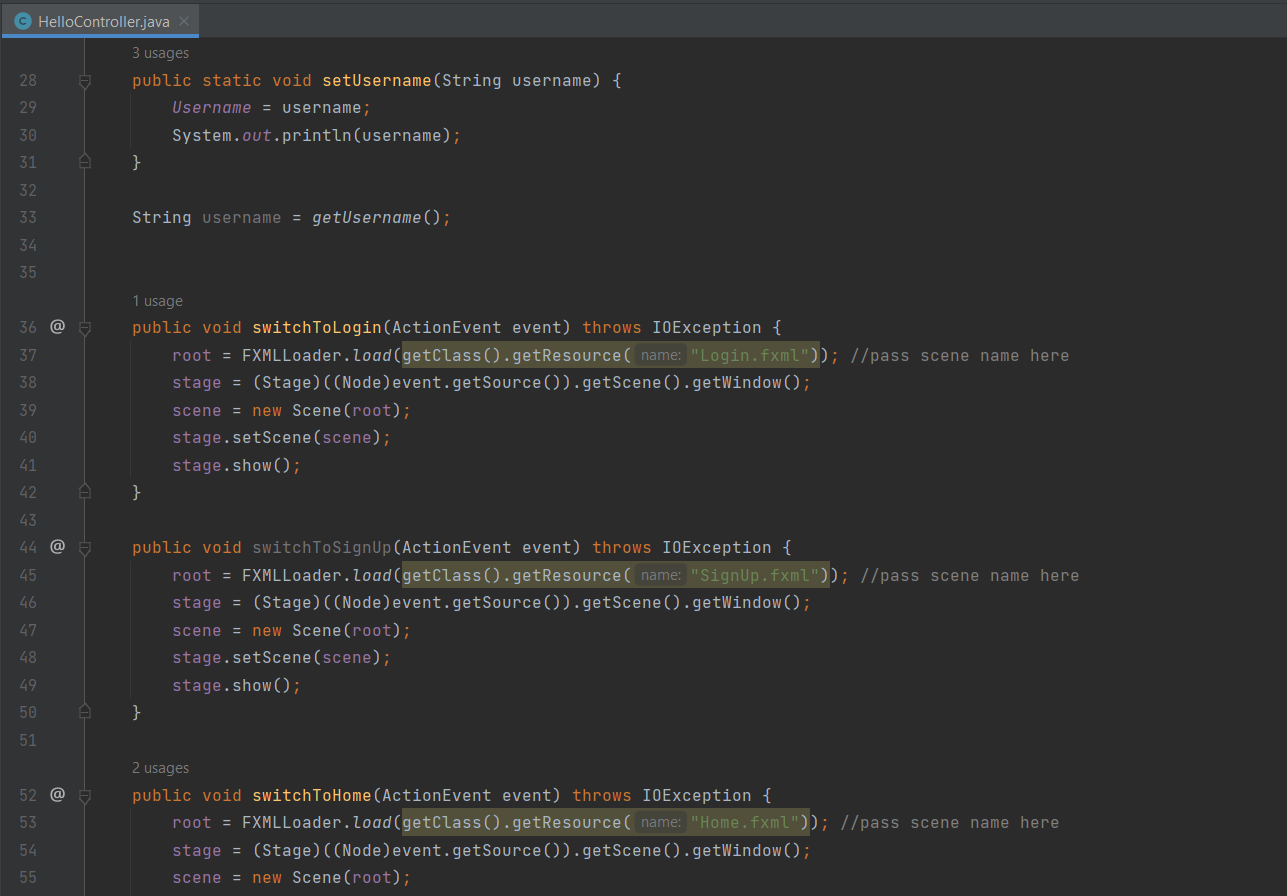 HelloController.java
3 usages
28 public static void setUsername(String username) {
29 Username = username;
30 System.out.println(username);
31 }
32
33 String username = getUsername();
34
35
1 usage
36 @ public void switchToLogin(ActionEvent event) throws IOException {
37 root = FXMLLoader.load(getClass().getResource( name: "Login.fxml")); //pass scene name here
38 stage = (Stage)((Node)event.getSource()).getScene().getWindow();
39 scene = new Scene(root);
40 stage.setScene(scene);
41 stage.show();
42 }
43
44 @ public void switchToSignUp(ActionEvent event) throws IOException {
45 root = FXMLLoader.load(getClass().getResource( name: "SignUp.fxml")); //pass scene name here
46 stage = (Stage)((Node)event.getSource()).getScene().getWindow();
47 scene = new Scene(root);
48 stage.setScene(scene);
49 stage.show();
50 }
51
2 usages
52 @ public void switchToHome(ActionEvent event) throws IOException {
53 root = FXMLLoader.load(getClass().getResource( name: "Home.fxml")); //pass scene name here
54 stage = (Stage)((Node)event.getSource()).getScene().getWindow();
55 scene = new Scene(root);